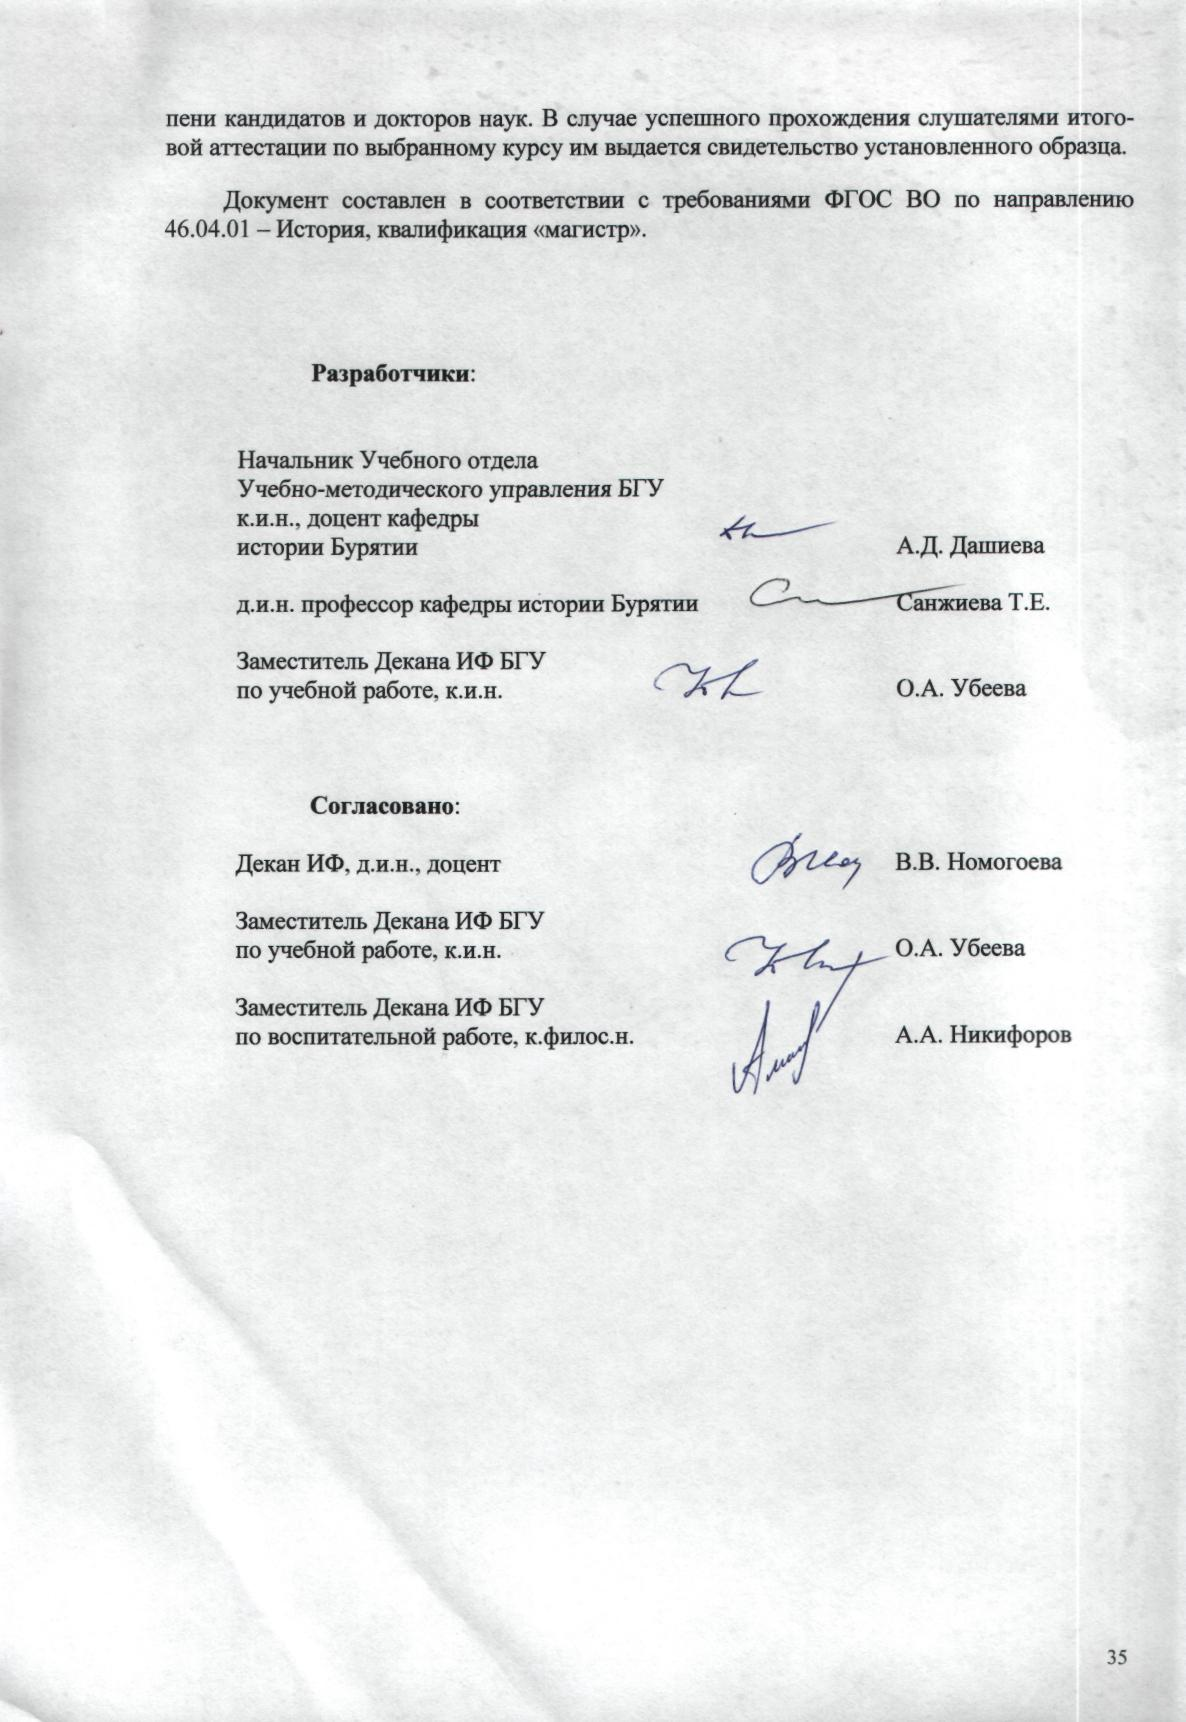 пени кандидатов и докторов наук. В случае успешного прохождения слушателями итого-
вой аттестации по выбранному курсу им выдается свидетельство установленного образца.
Документ составлен в соответствии с требованиями ФГОС ВО по направлению
46.04.01 – История, квалификация «магистр».
Разработчики:
Начальник Учебного отдела
Учебно-методического управления БГУ
к.и.н., доцент кафедры
истории Бурятии А.Д. Дашиева
д.и.н. профессор кафедры истории Бурятии Санжиева Т.Е.
Заместитель Декана ИФ БГУ
по учебной работе, к.и.н. О.А. Убеева
Согласовано:
Декан ИФ, д.и.н., доцент В.В. Номогоева
Заместитель Декана ИФ БГУ
по учебной работе, к.и.н. О.А. Убеева
Заместитель Декана ИФ БГУ
по воспитательной работе, к.филос.н. А.А. Никифоров
35